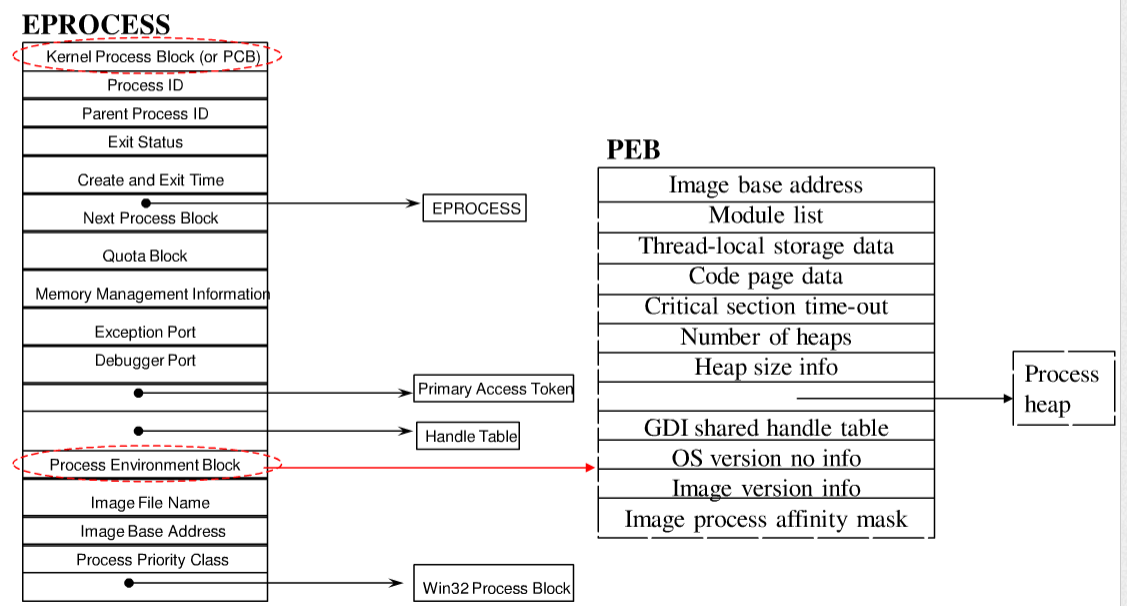 EPROCESS
Kernel Process Block (or PCB)
Process ID
Parent Process ID
Exit Status
Create and Exit Time
Next Process Block
Quota Block
Memory Management Information
Exception Port
Debugger Port
Process Environment Block
Image File Name
Image Base Address
Process Priority Class
EPROCESS
Primary Access Token
Handle Table
Win32 Process Block
PEB
Image base address
Module list
Thread-local storage data
Code page data
Critical section time-out
Number of heaps
Heap size info
GDI shared handle table
OS version no info
Image version info
Image process affinity mask
Process
heap